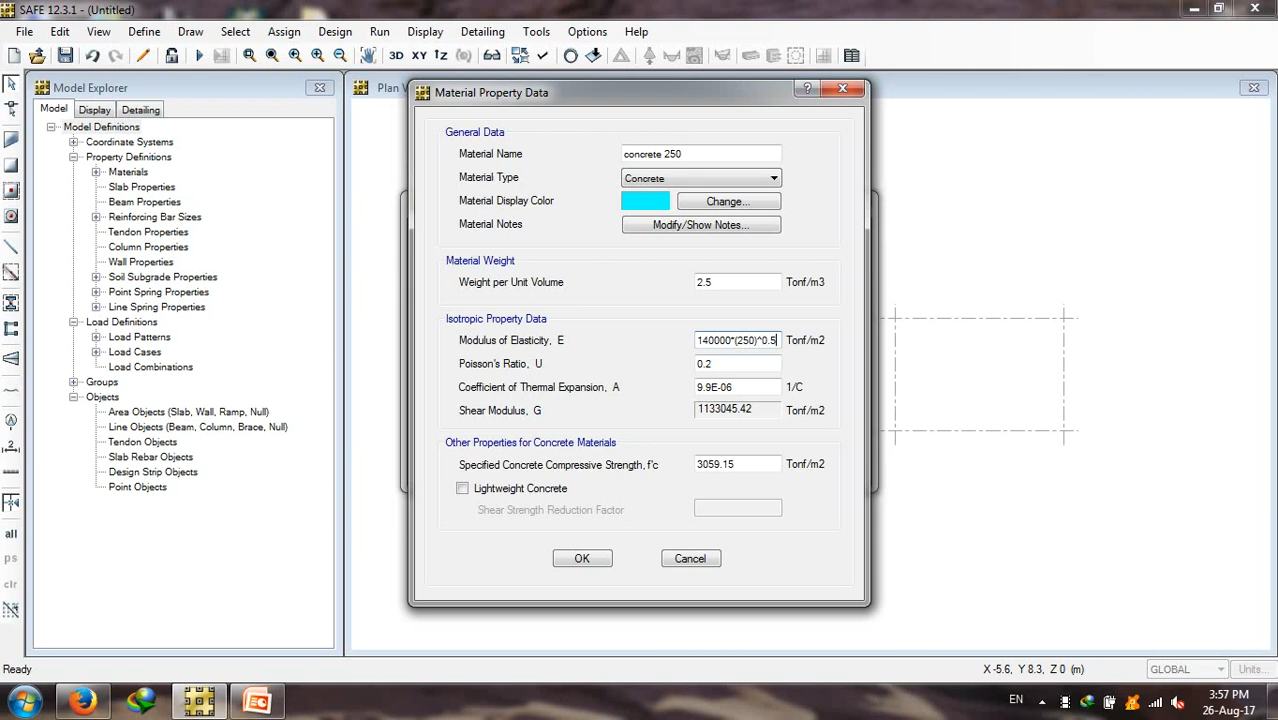 SAFE 12.3.1 - (Untitled)
File Edit View Define Draw Select Assign Design Run Display Detailing Tools Options Help
3D XY
Model Explorer
Model Display Detailing
Model Definitions
Coordinate Systems
Property Definitions
Materials
Slab Properties
Beam Properties
Reinforcing Bar Sizes
Tendon Properties
Column Properties
Wall Properties
Soil Subgrade Properties
Point Spring Properties
Line Spring Properties
Load Definitions
Load Patterns
Load Cases
Load Combinations
Groups
Objects
Area Objects (Slab, Wall, Ramp, Null)
Line Objects (Beam, Column, Brace, Null)
Tendon Objects
Slab Rebar Objects
Design Strip Objects
Point Objects
all
ps
clr
Plan V
Material Property Data
?
General Data
Material Name concrete 250
Material Type Concrete
Material Display Color Change...
Material Notes Modify/Show Notes...
Material Weight
Weight per Unit Volume 2.5 Tonf/m3
Isotropic Property Data
Modulus of Elasticity, E 140000*(250)^0.5 Tonf/m2
Poisson's Ratio, U 0.2
Coefficient of Thermal Expansion, A 9.9E-06 1/C
Shear Modulus, G 1133045.42 Tonf/m2
Other Properties for Concrete Materials
Specified Concrete Compressive Strength, f'c 3059.15 Tonf/m2
Lightweight Concrete
Shear Strength Reduction Factor
OK Cancel
Ready X -5.6, Y 8.3, Z 0 (m) GLOBAL Units...
EN 3:57 PM
26-Aug-17